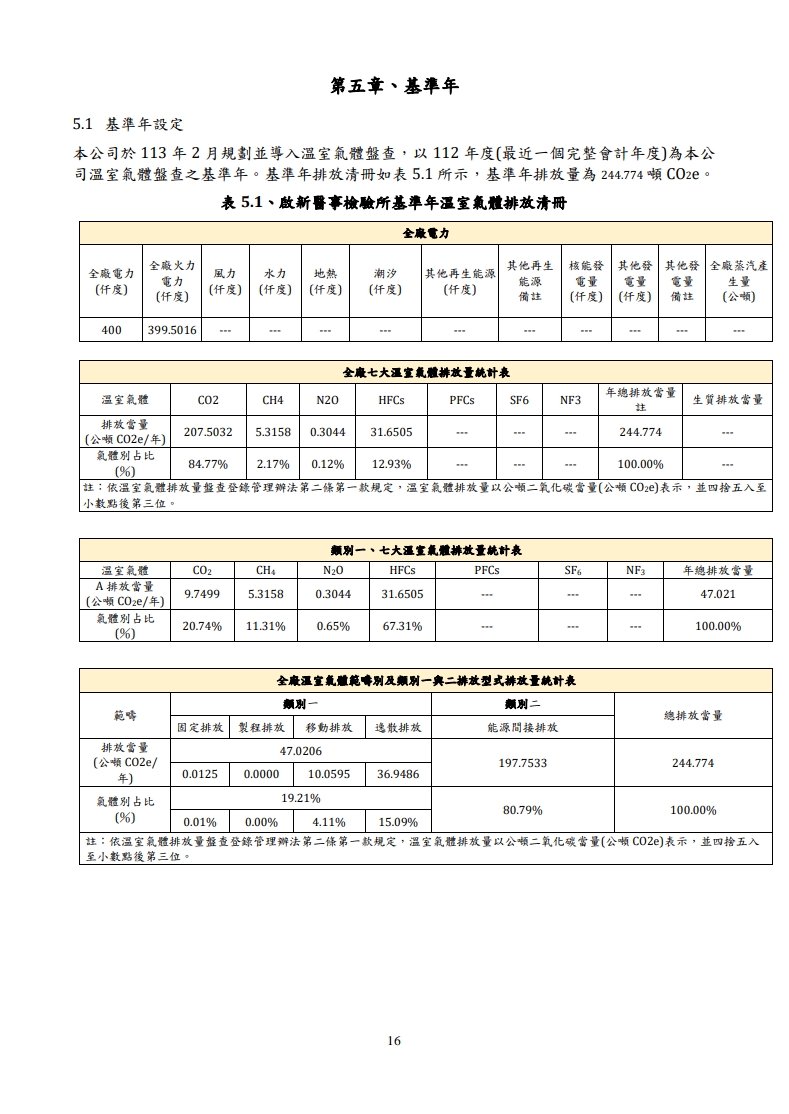 第五章、基準年
5.1 基準年設定
本公司於 113 年 2 月規劃並導入溫室氣體盤查，以 112 年度(最近一個完整會計年度)為本公
司溫室氣體盤查之基準年。基準年排放清冊如表 5.1 所示，基準年排放量為 244.774 噸 CO2e。
表 5.1、啟新醫事檢驗所基準年溫室氣體排放清冊
全廠電力
全廠電力 (仟度) 全廠火力 電力 (仟度) 風力 (仟度) 水力 (仟度) 地熱 (仟度) 潮汐 (仟度) 其他再生能源 (仟度) 其他再生 能源 備註 核能發 電量 (仟度) 其他發 電量 (仟度) 其他發 電量 備註 全廠蒸汽產 生量 (公噸)
400 399.5016 --- --- --- --- --- --- --- --- --- ---
全廠七大溫室氣體排放量統計表
溫室氣體 CO2 CH4 N2O HFCs PFCs SF6 NF3 年總排放當量 註 生質排放當量
排放當量 (公噸 CO2e/年) 207.5032 5.3158 0.3044 31.6505 --- --- --- 244.774 ---
氣體別占比 (%) 84.77% 2.17% 0.12% 12.93% --- --- --- 100.00% ---
註：依溫室氣體排放量盤查登錄管理辦法第二條第一款規定，溫室氣體排放量以公噸二氧化碳當量(公噸 CO2e)表示，並四捨五入至
小數點後第三位。
類別一、七大溫室氣體排放量統計表
溫室氣體 CO2 CH4 N2O HFCs PFCs SF6 NF3 年總排放當量
A 排放當量 (公噸 CO2e/年) 9.7499 5.3158 0.3044 31.6505 --- --- --- 47.021
氣體別占比 (%) 20.74% 11.31% 0.65% 67.31% --- --- --- 100.00%
全廠溫室氣體範疇別及類別一與二排放型式排放量統計表
範疇 類別一 類別二 總排放當量
固定排放 製程排放 移動排放 逸散排放 能源間接排放
排放當量 (公噸 CO2e/年) 47.0206 197.7533 244.774
0.0125 0.0000 10.0595 36.9486
氣體別占比 (%) 19.21% 80.79% 100.00%
0.01% 0.00% 4.11% 15.09%
註：依溫室氣體排放量盤查登錄管理辦法第二條第一款規定，溫室氣體排放量以公噸二氧化碳當量(公噸 CO2e)表示，並四捨五入
至小數點後第三位。
16